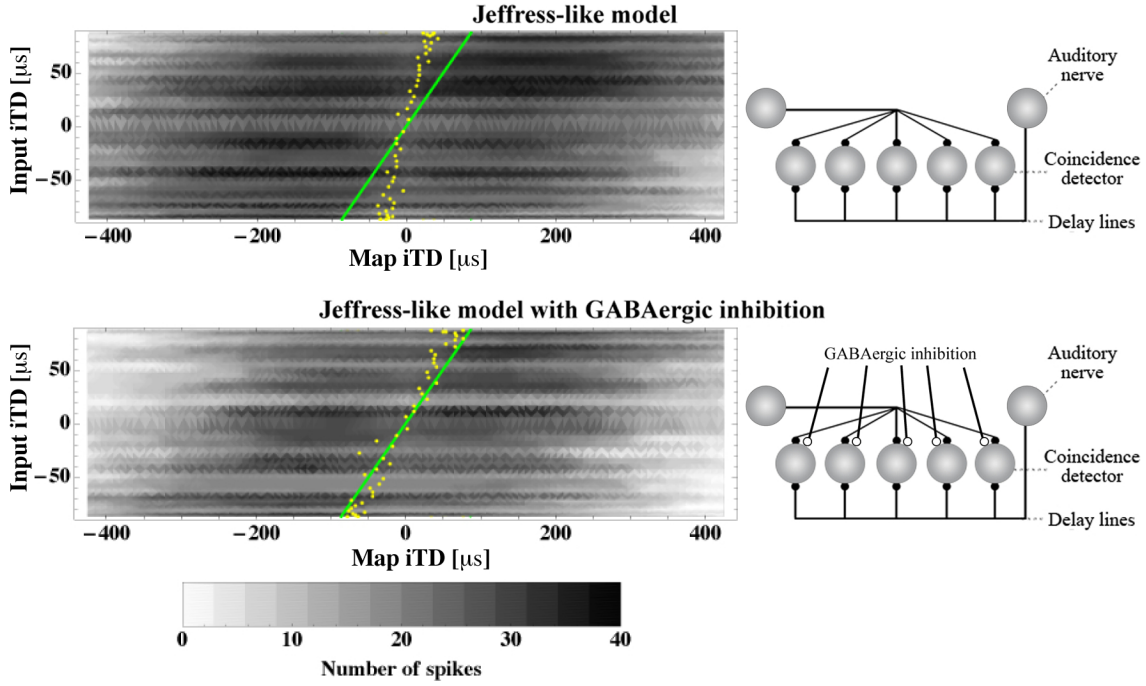 Jeffress-like model
Input iTD [μs]
50
0
−50
−400
−200
0
200
400
Map iTD [μs]
Auditory
nerve
Coincidence
detector
Delay lines
Jeffress-like model with GABAergic inhibition
Input iTD [μs]
50
0
−50
−400
−200
0
200
400
Map iTD [μs]
GABAergic inhibition
Auditory
nerve
Coincidence
detector
Delay lines
0
10
20
30
40
Number of spikes